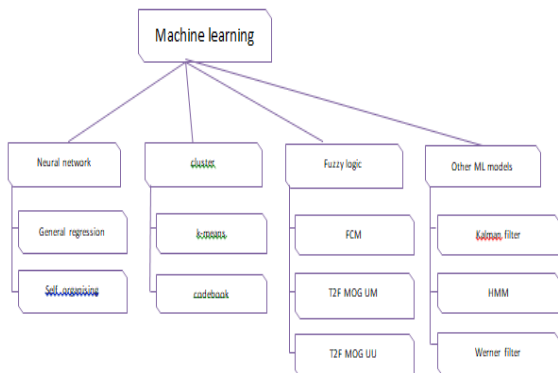 Machine learning
Neural network
cluster
Fuzzy logic
Other ML models
General regression
k-means
FCM
Kalman filter
Self organising
codebook
T2F MOG UM
HMM
T2F MOG UU
Werner filter